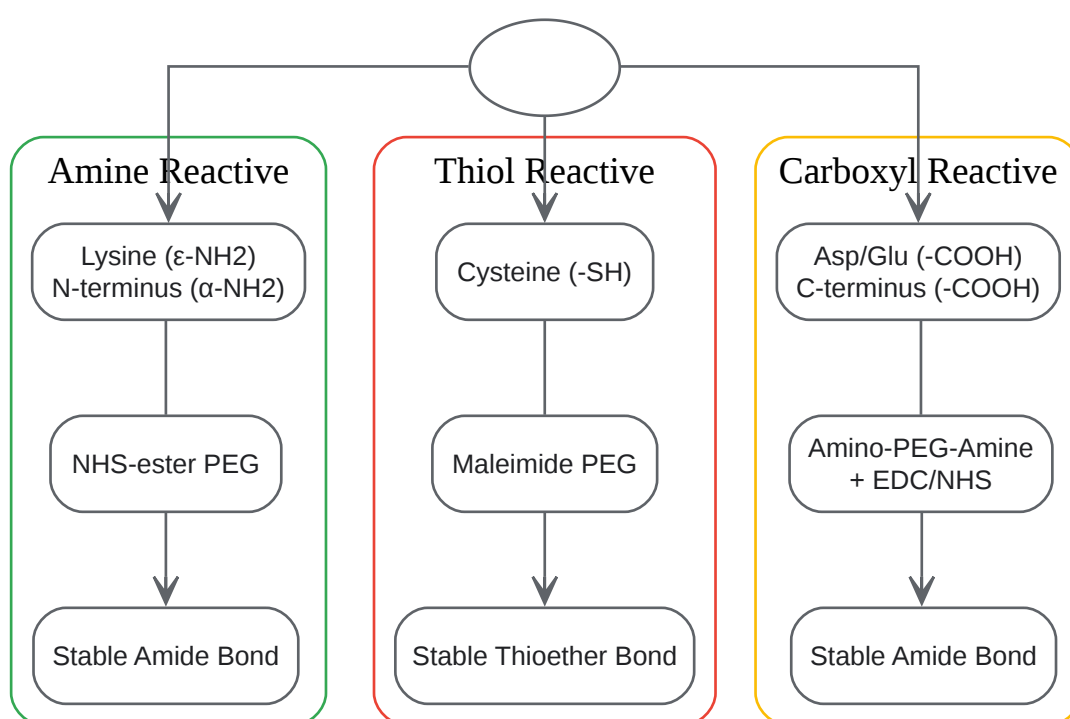 Amine Reactive
Lysine (ε-NH2)
N-terminus (α-NH2)
NHS-ester PEG
Stable Amide Bond
Thiol Reactive
Cysteine (-SH)
Maleimide PEG
Stable Thioether Bond
Carboxyl Reactive
Asp/Glu (-COOH)
C-terminus (-COOH)
Amino-PEG-Amine
+ EDC/NHS
Stable Amide Bond